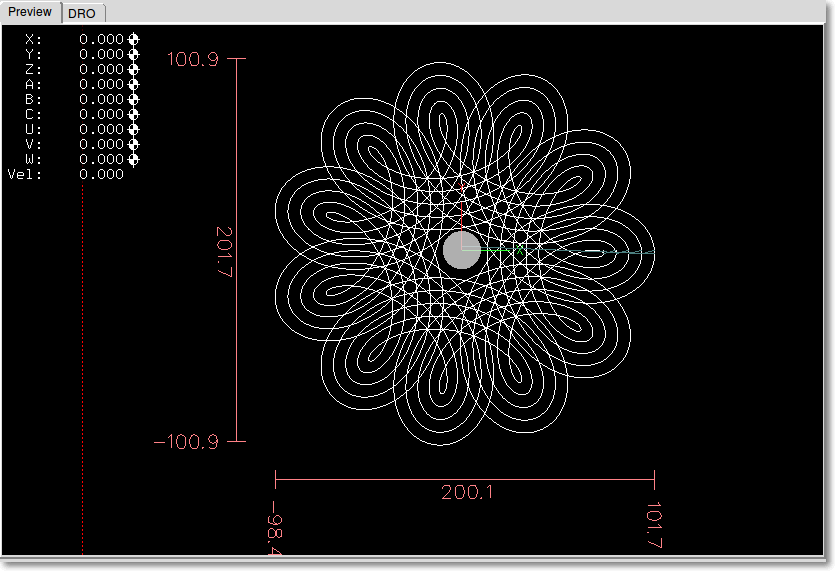 Preview DRO
X: 0.000
Y: 0.000
Z: 0.000
A: 0.000
B: 0.000
C: 0.000
U: 0.000
V: 0.000
W: 0.000
Vel: 0.000
100.9
201.7
-100.9
200.1
-98.4
101.7
X